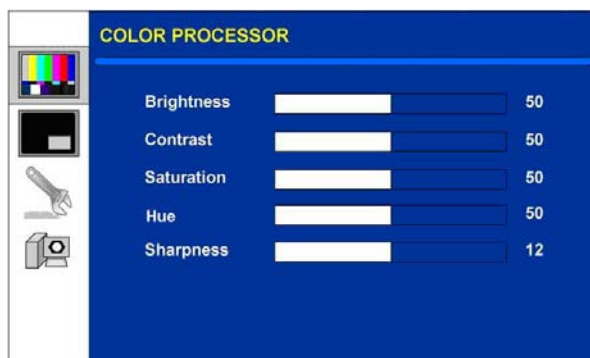 COLOR PROCESSOR
Brightness 50
Contrast 50
Saturation 50
Hue 50
Sharpness 12